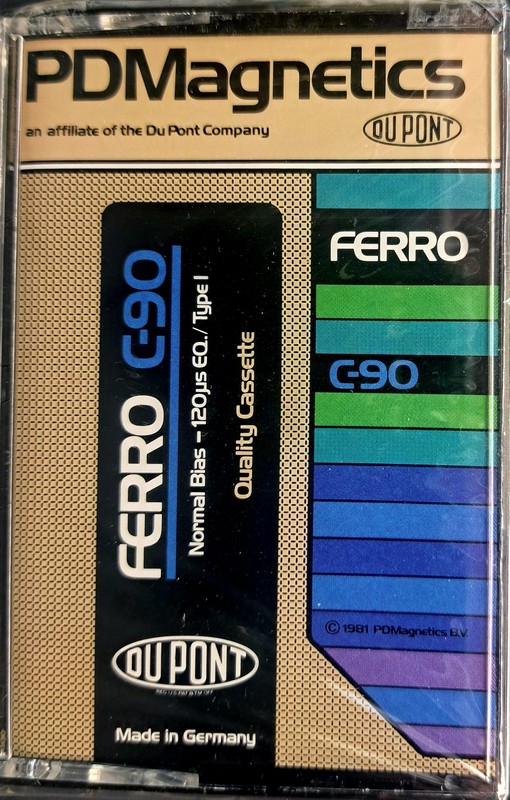 PDMagnetics
an affiliate of the Du Pont Company
DU PONT
FERRO
C-90
© 1981 PDMagnetics B.V.
FERRO C-90
Normal Bias – 120µs EQ./Type I
Quality Cassette
DU PONT
Made in Germany